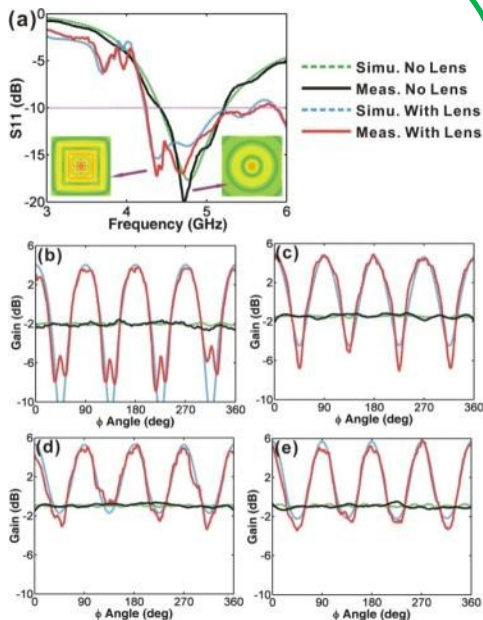 (a)
S11 (dB)
0
-5
-10
-15
-20
3
4
5
6
Frequency (GHz)
Simu. No Lens
Meas. No Lens
Simu. With Lens
Meas. With Lens
(b)
Gain (dB)
6
2
-2
-6
-10
0
90
180
270
360
ϕ Angle (deg)
(c)
6
2
-2
-6
-10
0
90
180
270
360
ϕ Angle (deg)
(d)
Gain (dB)
6
2
-2
-6
-10
0
90
180
270
360
ϕ Angle (deg)
(e)
6
2
-2
-6
-10
0
90
180
270
360
ϕ Angle (deg)